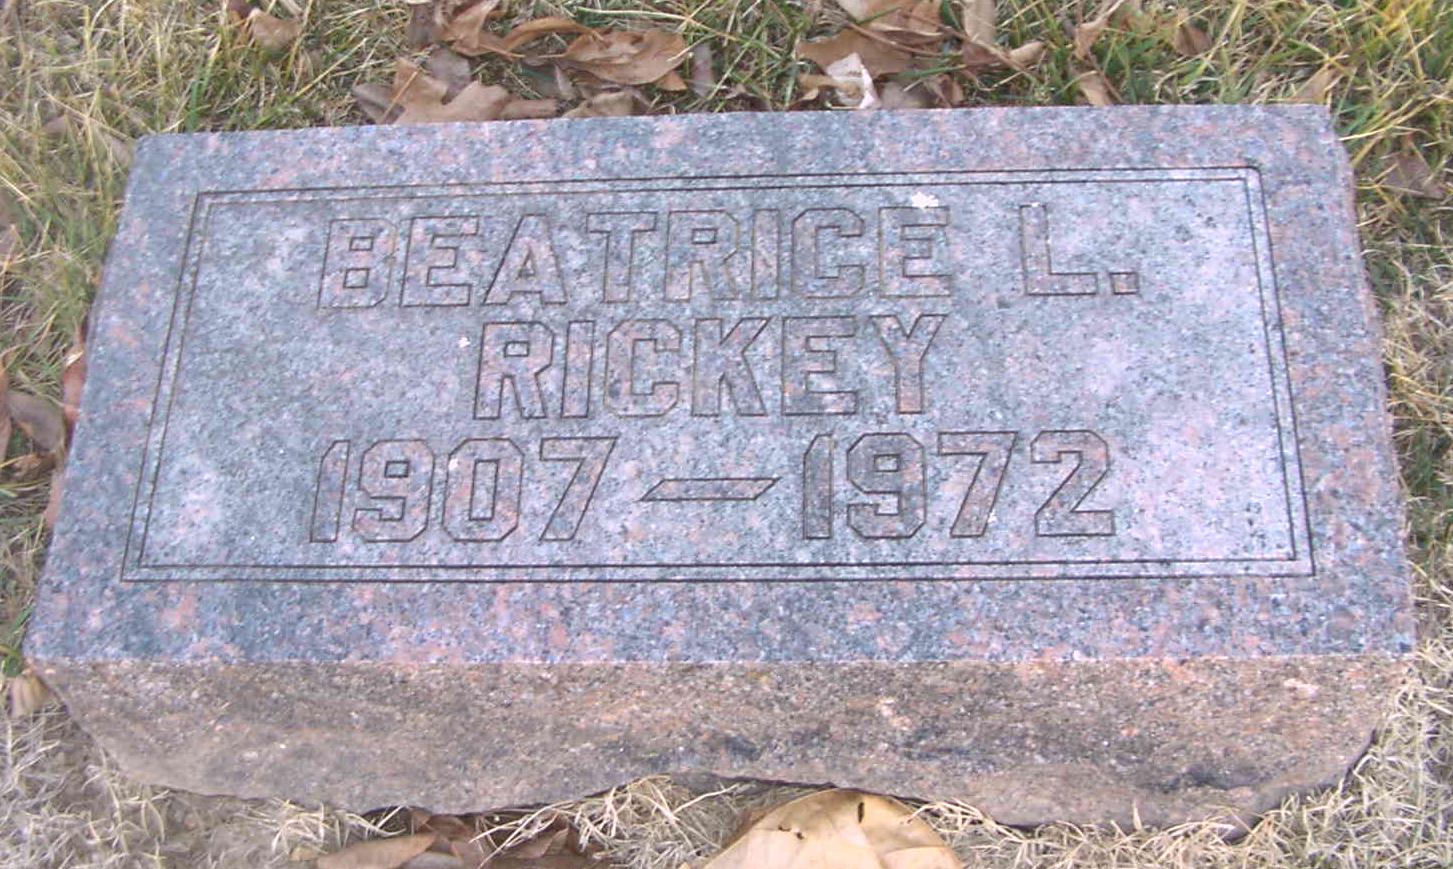 BEATRICE L.
RICKEY
1907 — 1972